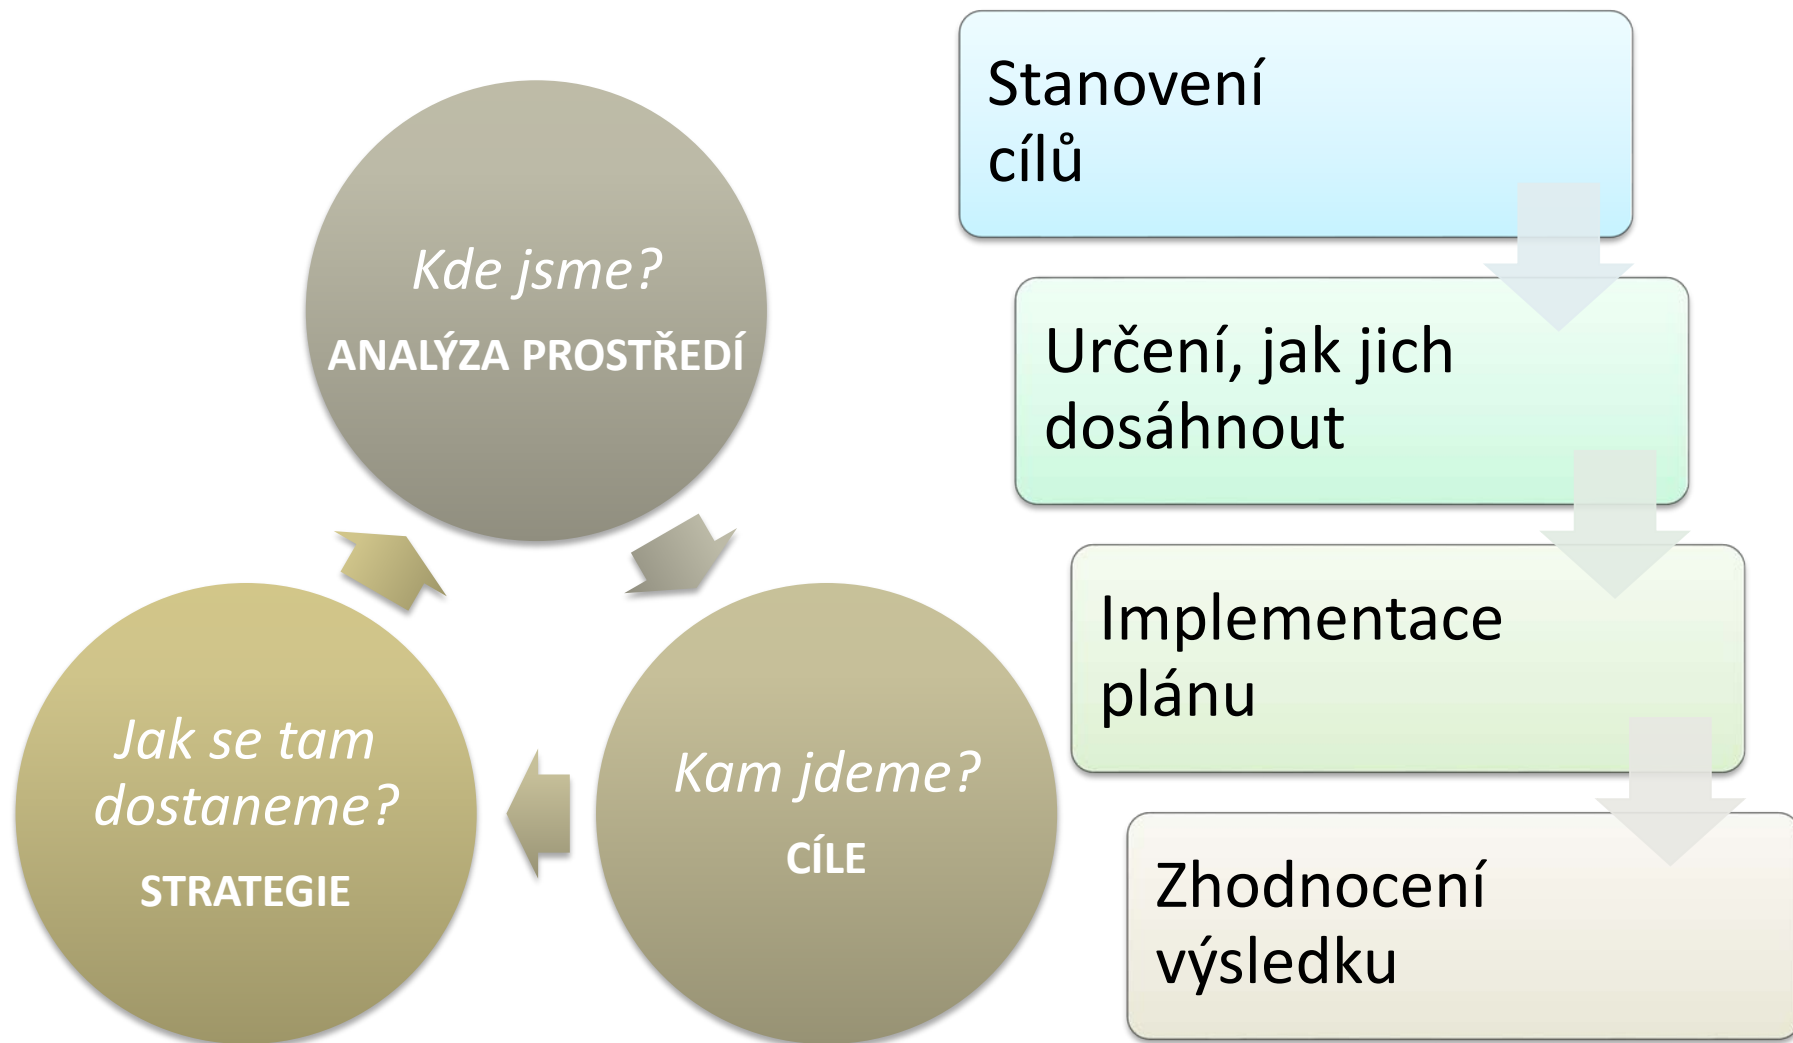 Kde jsme?
ANALÝZA PROSTŘEDÍ
Kam jdeme?
CÍLE
Jak se tam
dostaneme?
STRATEGIE
Stanovení
cílů
Určení, jak jich
dosáhnout
Implementace
plánu
Zhodnocení
výsledku